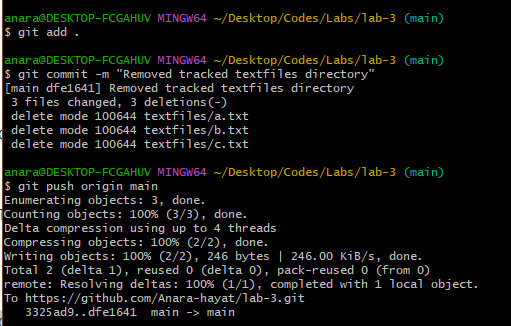 anara@DESKTOP-FCGAHUV MINGW64 ~/Desktop/Codes/Labs/lab-3 (main)
$ git add .
anara@DESKTOP-FCGAHUV MINGW64 ~/Desktop/Codes/Labs/lab-3 (main)
$ git commit -m "Removed tracked textfiles directory"
[main dfe1641] Removed tracked textfiles directory
 3 files changed, 3 deletions(-)
 delete mode 100644 textfiles/a.txt
 delete mode 100644 textfiles/b.txt
 delete mode 100644 textfiles/c.txt
anara@DESKTOP-FCGAHUV MINGW64 ~/Desktop/Codes/Labs/lab-3 (main)
$ git push origin main
Enumerating objects: 3, done.
Counting objects: 100% (3/3), done.
Delta compression using up to 4 threads
Compressing objects: 100% (2/2), done.
Writing objects: 100% (2/2), 246 bytes | 246.00 KiB/s, done.
Total 2 (delta 1), reused 0 (delta 0), pack-reused 0 (from 0)
remote: Resolving deltas: 100% (1/1), completed with 1 local object.
To https://github.com/Anara-hayat/lab-3.git
   3325ad9..dfe1641  main -> main